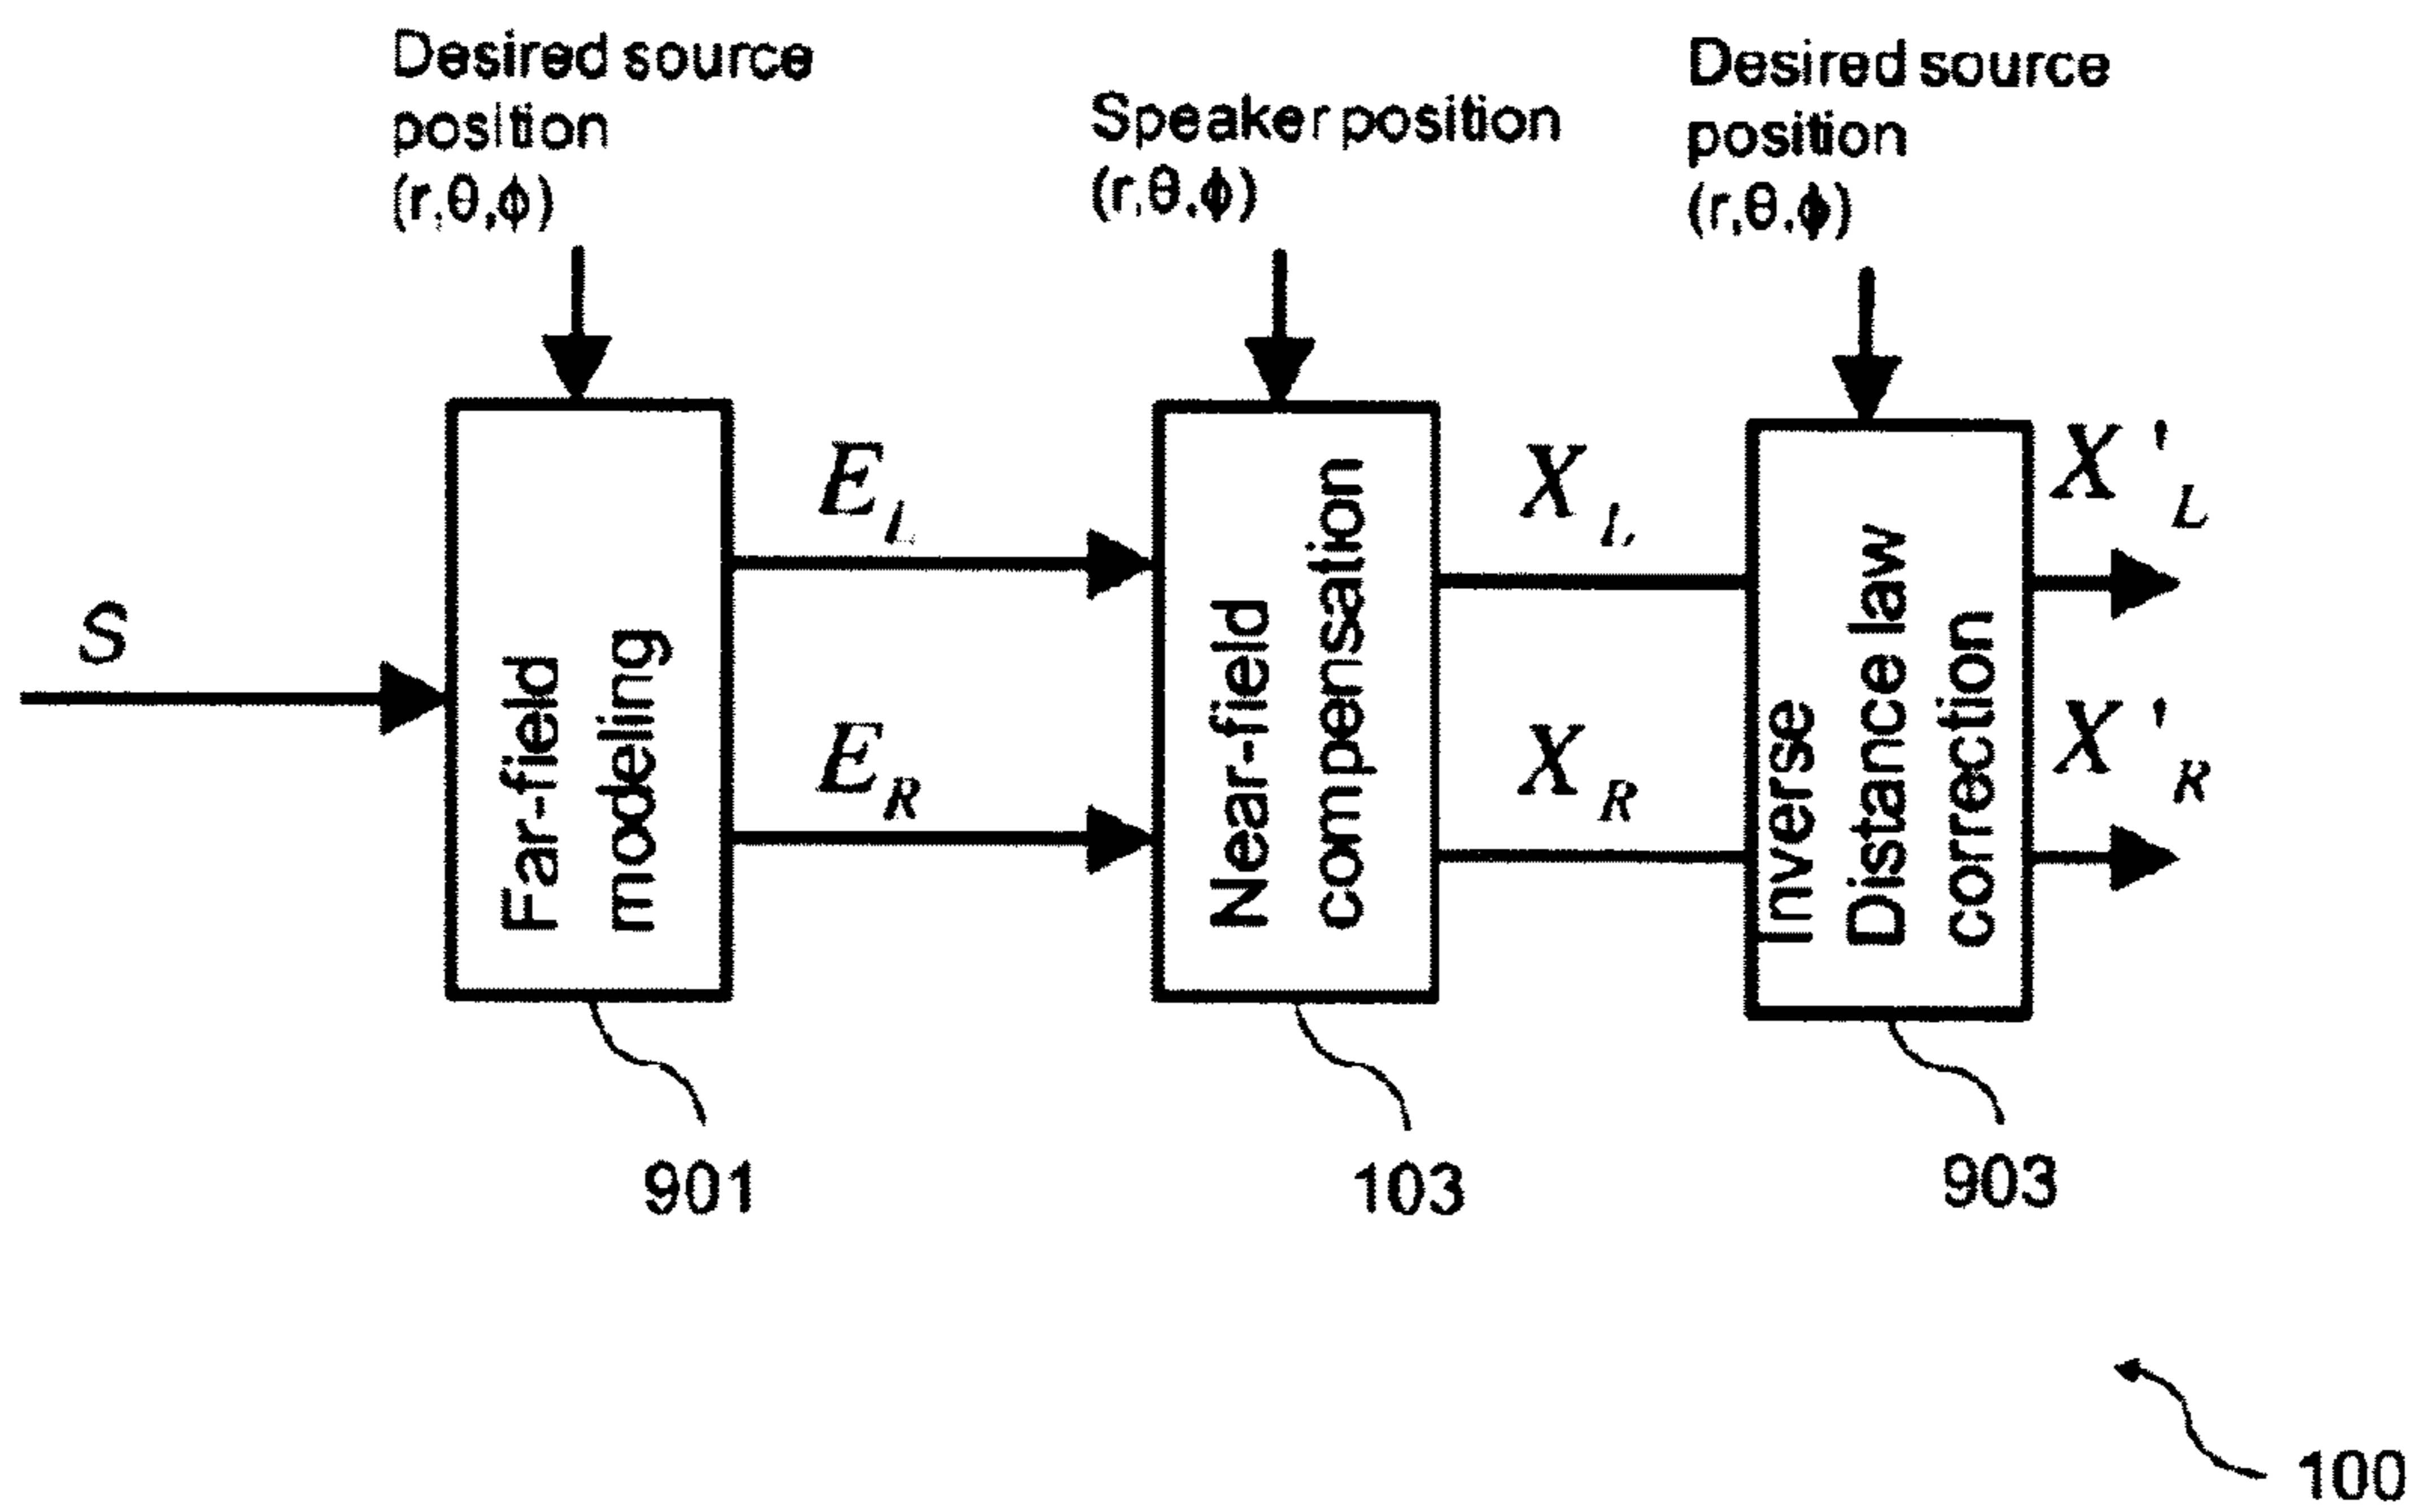 Desired source
position
(r,θ,ϕ)
Speaker position
(r,θ,ϕ)
Desired source
position
(r,θ,ϕ)
S
Far-field
modeling
E_L
E_R
Near-field
compensation
X_L
X_R
Inverse
Distance law
correction
X'_L
X'_R
901
103
903
100